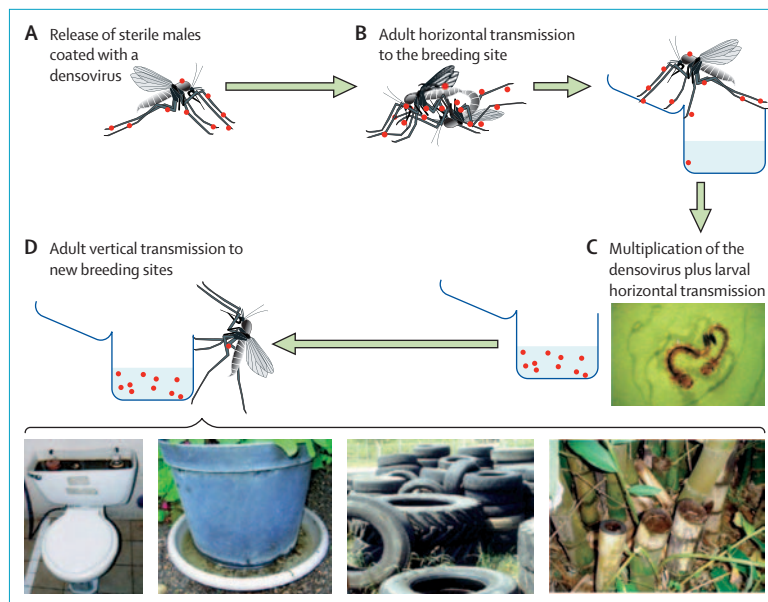 A Release of sterile males
coated with a
densovirus
B Adult horizontal transmission
to the breeding site
D Adult vertical transmission to
new breeding sites
C Multiplication of the
densovirus plus larval
horizontal transmission